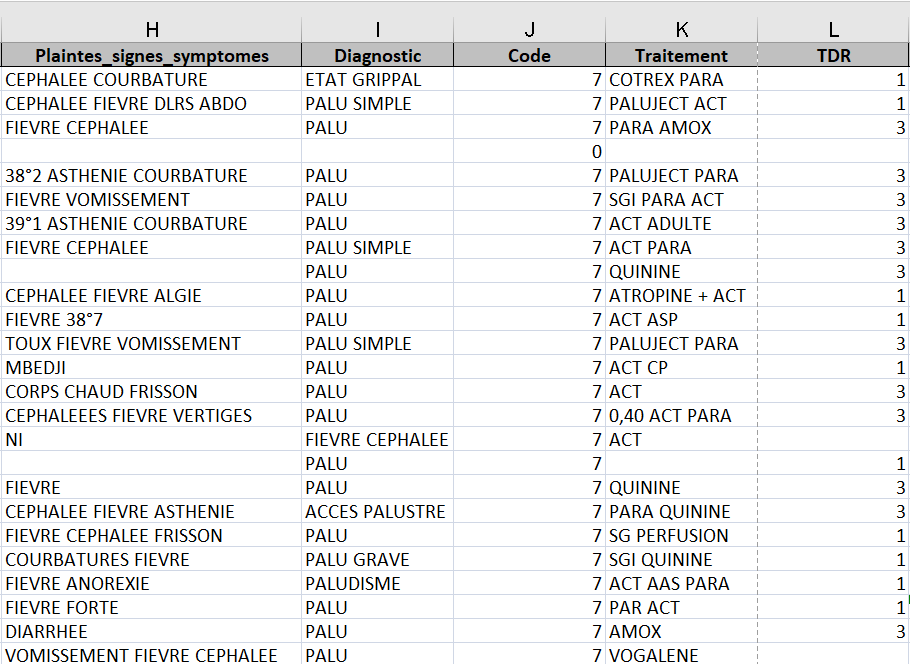 H I J K L
Plaintes_signes_symptomes Diagnostic Code Traitement TDR
CEPHALEE COURBATURE ETAT GRIPPAL 7 COTREX PARA 1
CEPHALEE FIEVRE DLRS ABDO PALU SIMPLE 7 PALUJECT ACT 1
FIEVRE CEPHALEE PALU 7 PARA AMOX 3
0
38°2 ASTHENIE COURBATURE PALU 7 PALUJECT PARA 3
FIEVRE VOMISSEMENT PALU 7 SGI PARA ACT 3
39°1 ASTHENIE COURBATURE PALU 7 ACT ADULTE 3
FIEVRE CEPHALEE PALU SIMPLE 7 ACT PARA 3
PALU 7 QUININE 3
CEPHALEE FIEVRE ALGIE PALU 7 ATROPINE + ACT 1
FIEVRE 38°7 PALU 7 ACT ASP 1
TOUX FIEVRE VOMISSEMENT PALU SIMPLE 7 PALUJECT PARA 3
MBEDJI PALU 7 ACT CP 1
CORPS CHAUD FRISSON PALU 7 ACT 3
CEPHALEEES FIEVRE VERTIGES PALU 7 0,40 ACT PARA 3
NI FIEVRE CEPHALEE 7 ACT
PALU 7 1
FIEVRE PALU 7 QUININE 3
CEPHALEE FIEVRE ASTHENIE ACCES PALUSTRE 7 PARA QUININE 3
FIEVRE CEPHALEE FRISSON PALU 7 SG PERFUSION 1
COURBATURES FIEVRE PALU GRAVE 7 SGI QUININE 1
FIEVRE ANOREXIE PALUDISME 7 ACT AAS PARA 1
FIEVRE FORTE PALU 7 PAR ACT 1
DIARRHEE PALU 7 AMOX 3
VOMISSEMENT FIEVRE CEPHALEE PALU 7 VOGALENE